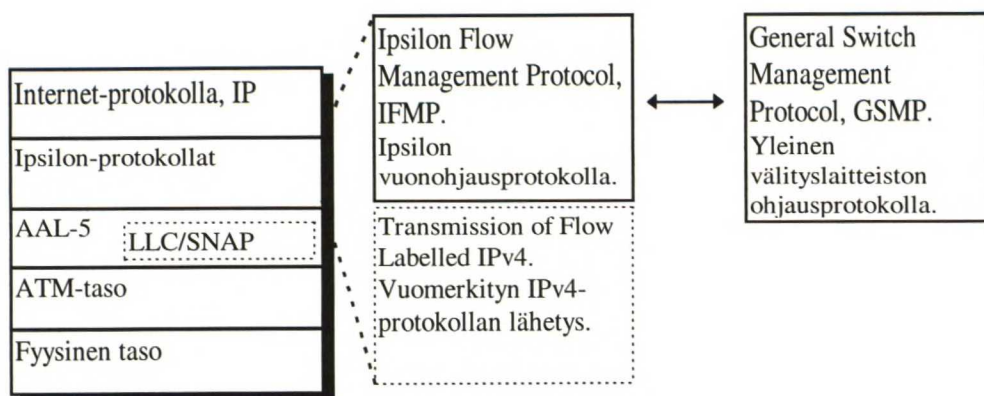 Internet-protokolla, IP
Ipsilon-protokollat
AAL-5
LLC/SNAP
ATM-taso
Fyysinen taso
Ipsilon Flow
Management Protocol,
IFMP.
Ipsilon
vuonohjausprotokolla.
Transmission of Flow
Labelled IPv4.
Vuomerkityn IPv4-
protokollan lähetys.
General Switch
Management
Protocol, GSMP.
Yleinen
välityslaitteiston
ohjausprotokolla.